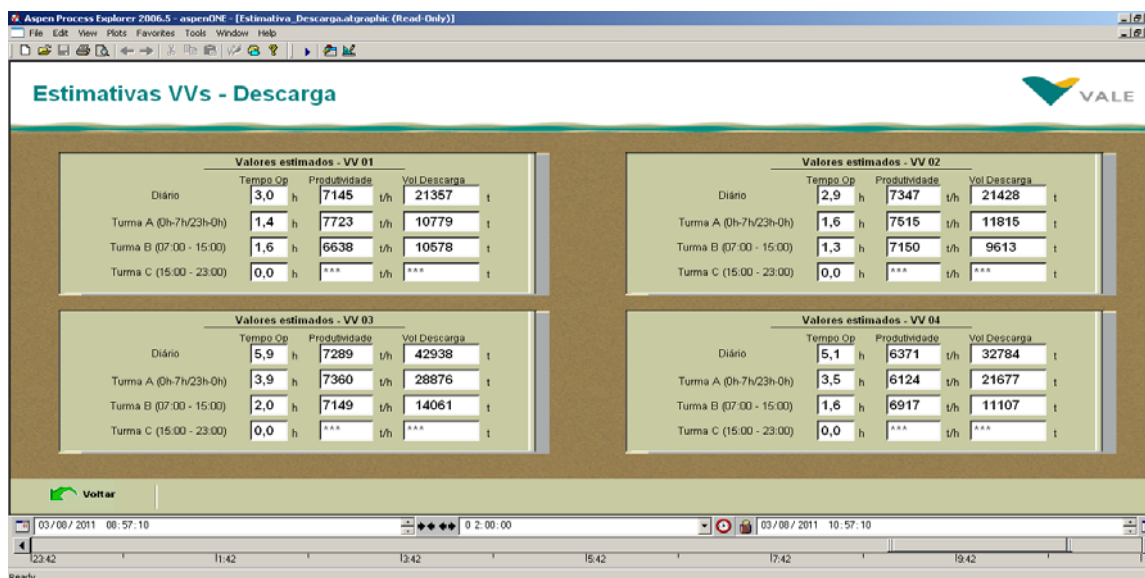 Aspen Process Explorer 2006.5 - aspenONE - [Estimativa_Descarga.atgraphic (Read-Only)]
File Edit View Plots Favorites Tools Window Help
Estimativas VVs - Descarga
VALE
Valores estimados - VV 01
Tempo Op Produtividade Vol Descarga
Diário 3,0 h 7145 t/h 21357 t
Turma A (0h-7h/23h-0h) 1,4 h 7723 t/h 10779 t
Turma B (07:00 - 15:00) 1,6 h 6638 t/h 10578 t
Turma C (15:00 - 23:00) 0,0 h *** t/h *** t
Valores estimados - VV 02
Tempo Op Produtividade Vol Descarga
Diário 2,9 h 7347 t/h 21428 t
Turma A (0h-7h/23h-0h) 1,6 h 7515 t/h 11815 t
Turma B (07:00 - 15:00) 1,3 h 7150 t/h 9613 t
Turma C (15:00 - 23:00) 0,0 h *** t/h *** t
Valores estimados - VV 03
Tempo Op Produtividade Vol Descarga
Diário 5,9 h 7289 t/h 42938 t
Turma A (0h-7h/23h-0h) 3,9 h 7360 t/h 28876 t
Turma B (07:00 - 15:00) 2,0 h 7149 t/h 14061 t
Turma C (15:00 - 23:00) 0,0 h *** t/h *** t
Valores estimados - VV 04
Tempo Op Produtividade Vol Descarga
Diário 5,1 h 6371 t/h 32784 t
Turma A (0h-7h/23h-0h) 3,5 h 6124 t/h 21677 t
Turma B (07:00 - 15:00) 1,6 h 6917 t/h 11107 t
Turma C (15:00 - 23:00) 0,0 h *** t/h *** t
Voltar
03/08/2011 08:57:10 0 2:00:00 03/08/2011 10:57:10
23:42 1:42 3:42 5:42 7:42 9:42
Ready